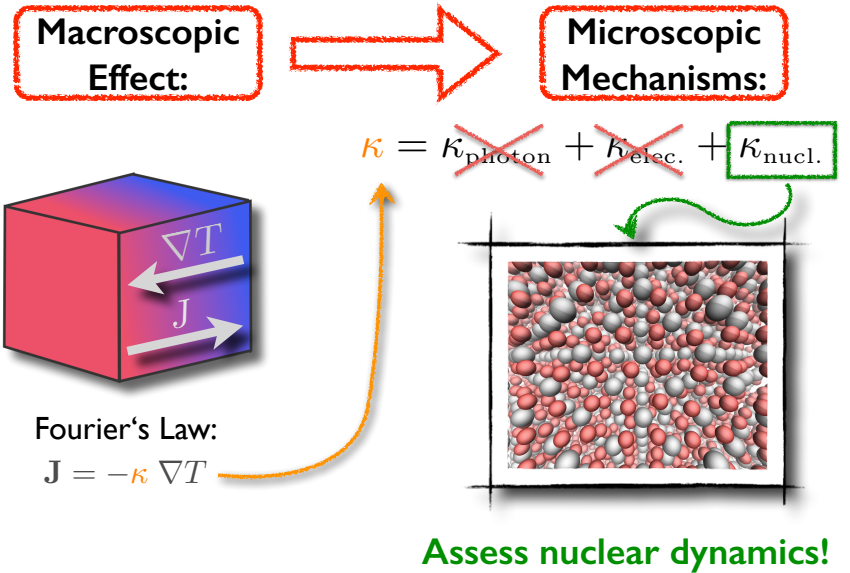 Macroscopic
Effect:
Microscopic
Mechanisms:
κ = κphoton + κelec. + κnucl.
∇T
J
Fourier‘s Law:
J = −κ ∇T
Assess nuclear dynamics!